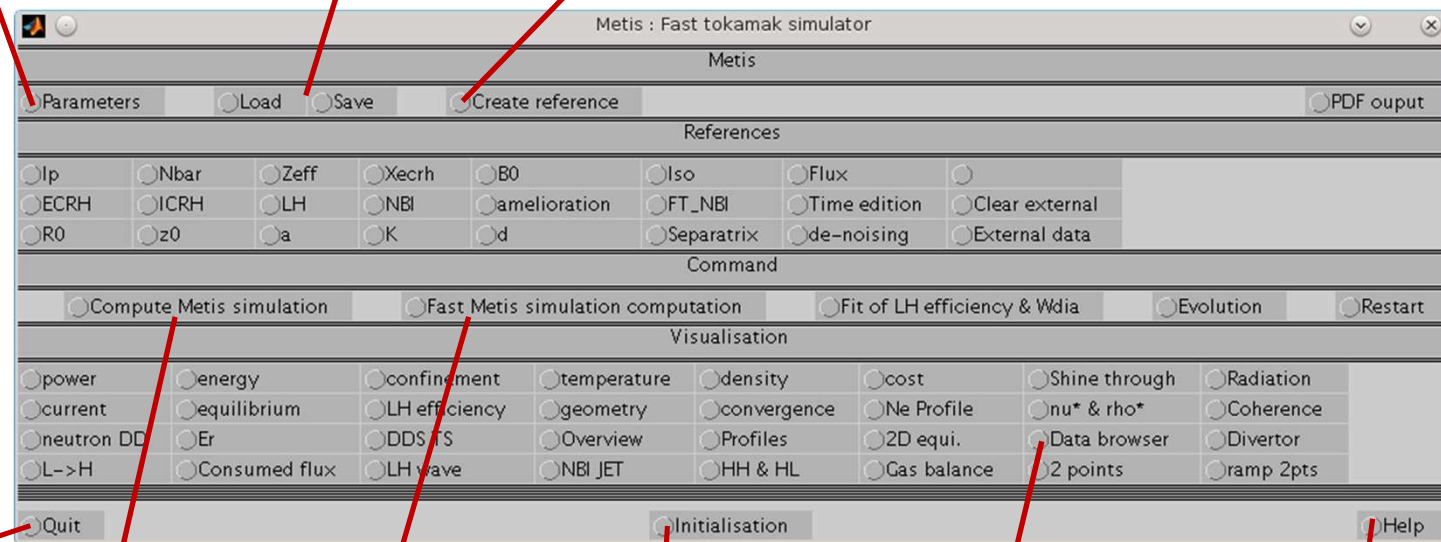 Metis : Fast tokamak simulator
Metis
Parameters Load Save Create reference PDF ouput
References
Ip Nbar Zeff Xecrh B0 Iso Flux
ECRH ICRH LH NBI amelioration FT_NBI Time edition Clear external
R0 z0 a K d Separatrix de-noising External data
Command
Compute Metis simulation Fast Metis simulation computation Fit of LH efficiency & Wdia Evolution Restart
Visualisation
power energy confinement temperature density cost Shine through Radiation
current equilibrium LH efficiency geometry convergence Ne Profile nu* & rho* Coherence
neutron DD Er DDS TS Overview Profiles 2D equi. Data browser Divertor
L->H Consumed flux LH wave NBI JET HH & HL Gas balance 2 points ramp 2pts
Quit Initialisation Help